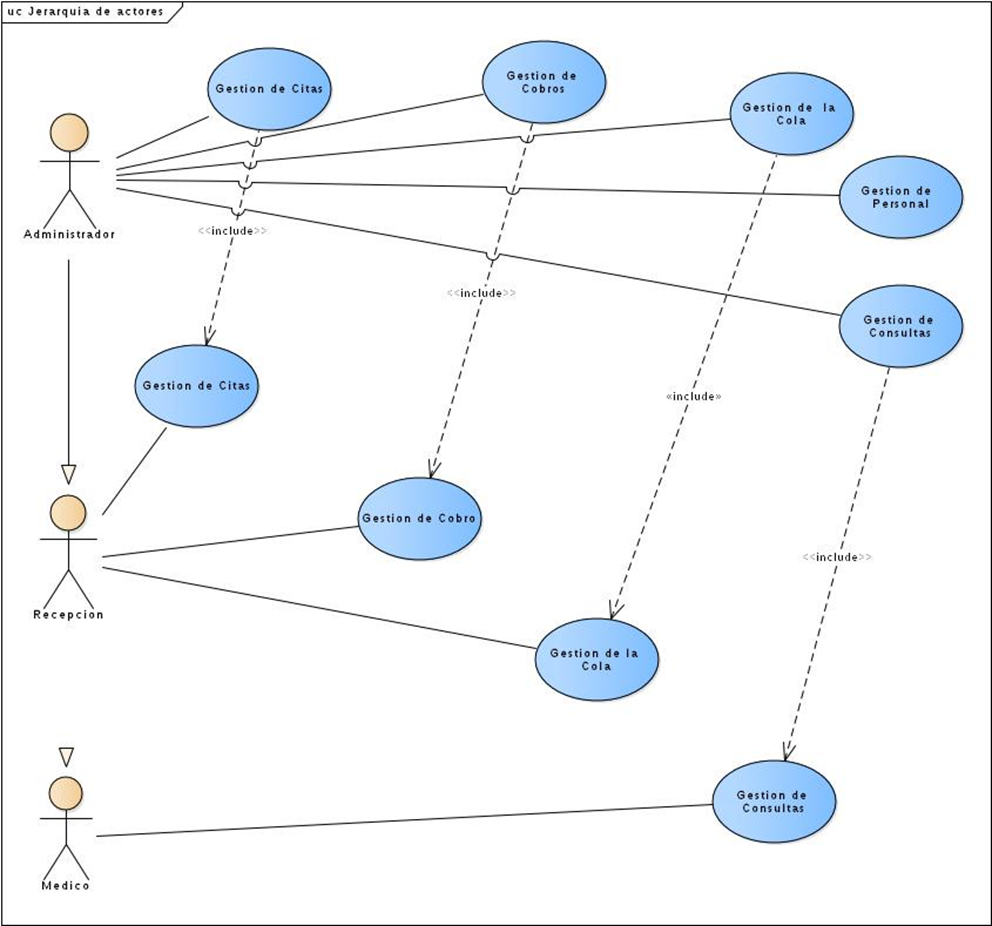 uc Jerarquia de actores
Gestion de Citas
Gestion de
Cobros
Gestion de la
Cola
Gestion de
Personal
Administrador
<<include>>
<<include>>
Gestion de
Consultas
Gestion de Citas
«include»
Gestion de Cobro
<<include>>
Recepcion
Gestion de la
Cola
Gestion de
Consultas
Medico